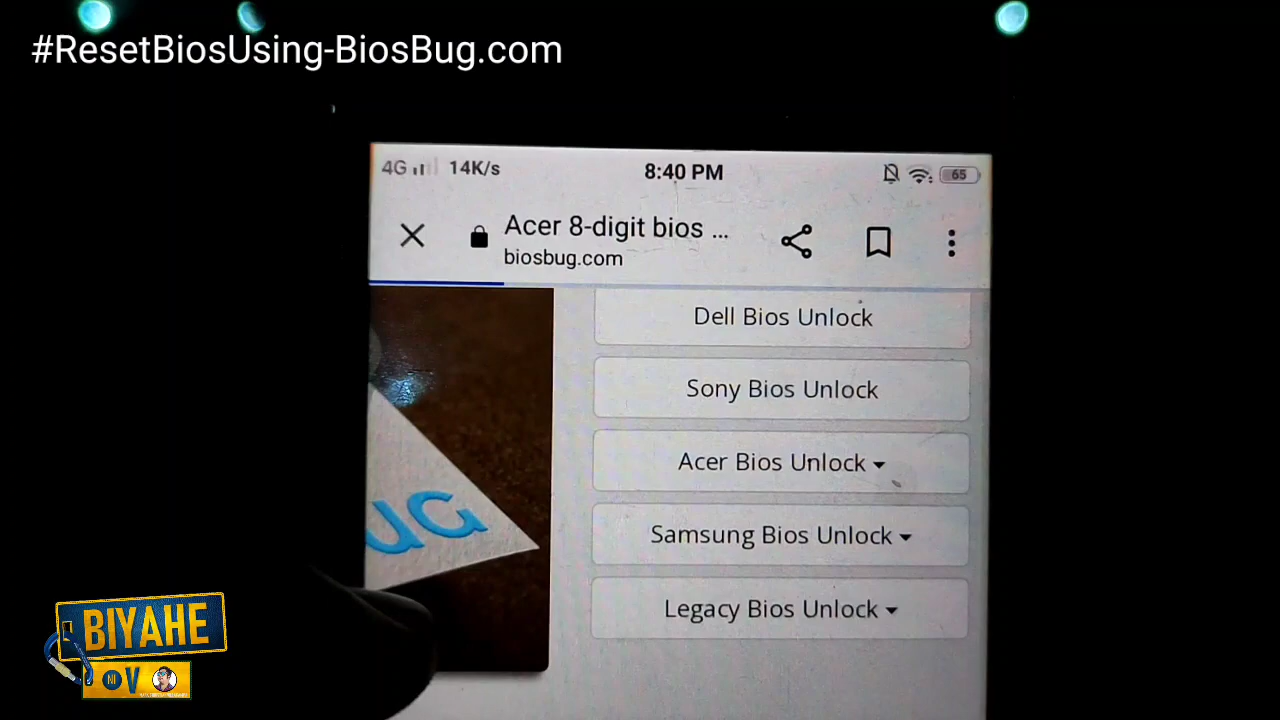 #ResetBiosUsing-BiosBug.com
4G 14K/s 8:40 PM 65
Acer 8-digit bios ...
biosbug.com
Dell Bios Unlock
Sony Bios Unlock
Acer Bios Unlock
Samsung Bios Unlock
Legacy Bios Unlock
UG
BIYAHE
NI V